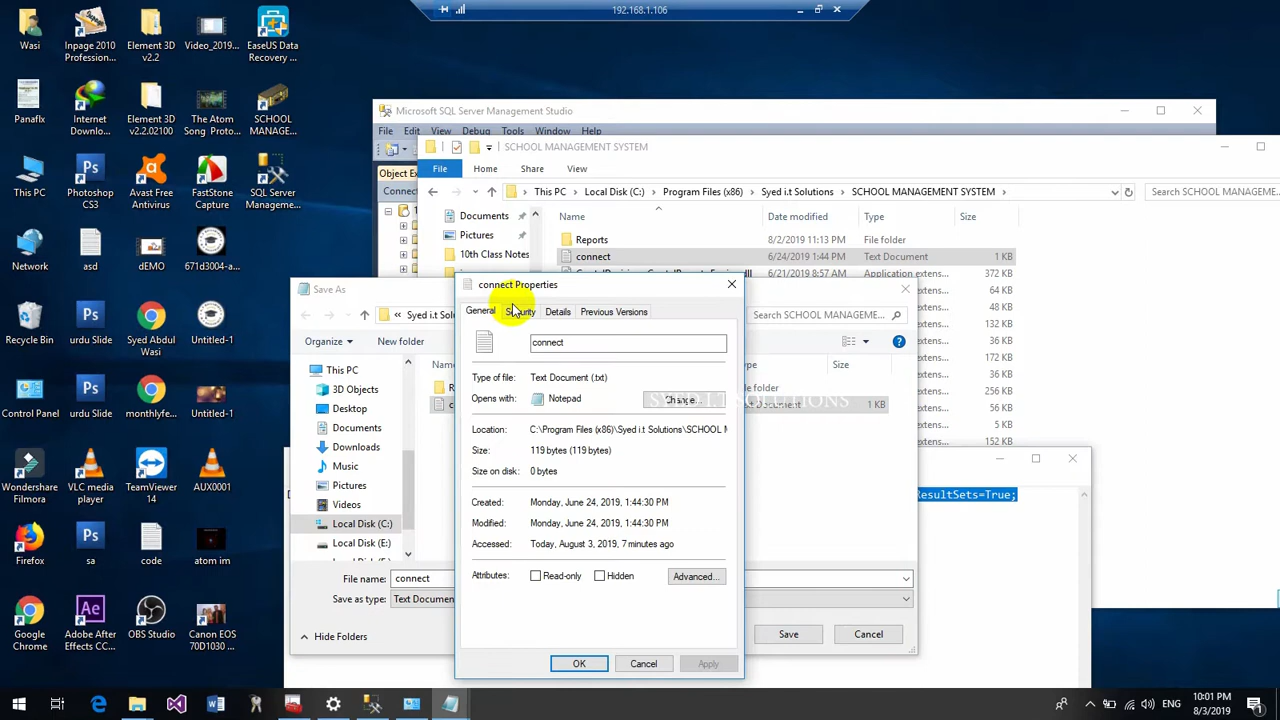 192.168.1.106
Wasi
Inpage 2010 Profession...
Element 3D v2.2
Video_2019...
EaseUS Data Recovery ...
Panaflx
Internet Downlo...
Element 3D v2.2.02100
The Atom Song Proto...
SCHOOL MANAGE...
This PC
Photoshop CS3
Avast Free Antivirus
FastStone Capture
SQL Server Manageme...
Network
asd
dEMO
671d3004-a...
Recycle Bin
urdu Slide
Syed Abdul Wasi
Untitled-1
Control Panel
urdu Slide
monthlyfe...
Untitled-1
Wondershare Filmora
VLC media player
TeamViewer 14
AUX0001
Firefox
sa
code
atom im
Google Chrome
Adobe After Effects CC ...
OBS Studio
Canon EOS 70D1030 ...
Microsoft SQL Server Management Studio
File Edit View Debug Tools Window Help
Object Ex
Connect
SCHOOL MANAGEMENT SYSTEM
File Home Share View
This PC > Local Disk (C:) > Program Files (x86) > Syed i.t Solutions > SCHOOL MANAGEMENT SYSTEM >
Search SCHOOL MANAGEME...
Documents
Pictures
10th Class Notes
Name Date modified Type Size
Reports 8/2/2019 11:13 PM File folder
connect 6/24/2019 1:44 PM Text Document 1 KB
6/21/2019 8:57 AM Application extens... 372 KB
extens... 64 KB
extens... 56 KB
extens... 36 KB
extens... 172 KB
extens... 256 KB
extens... 56 KB
extens... 152 KB
Save As
« Syed i.t Sol
Search SCHOOL MANAGEME...
Organize New folder
This PC
3D Objects
Desktop
Documents
Downloads
Music
Pictures
Videos
Local Disk (C:)
Local Disk (E:)
Size
1 KB
File name: connect
Save as type: Text Documen
Hide Folders
Save Cancel
ResultSets=True;
connect Properties
General Security Details Previous Versions
connect
Type of file: Text Document (.txt)
Opens with: Notepad Change...
SYED I.T SOLUTIONS
Location: C:\Program Files (x86)\Syed i.t Solutions\SCHOOL M
Size: 119 bytes (119 bytes)
Size on disk: 0 bytes
Created: Monday, June 24, 2019, 1:44:30 PM
Modified: Monday, June 24, 2019, 1:44:30 PM
Accessed: Today, August 3, 2019, 7 minutes ago
Attributes: Read-only Hidden Advanced...
OK Cancel Apply
ENG
10:01 PM
8/3/2019